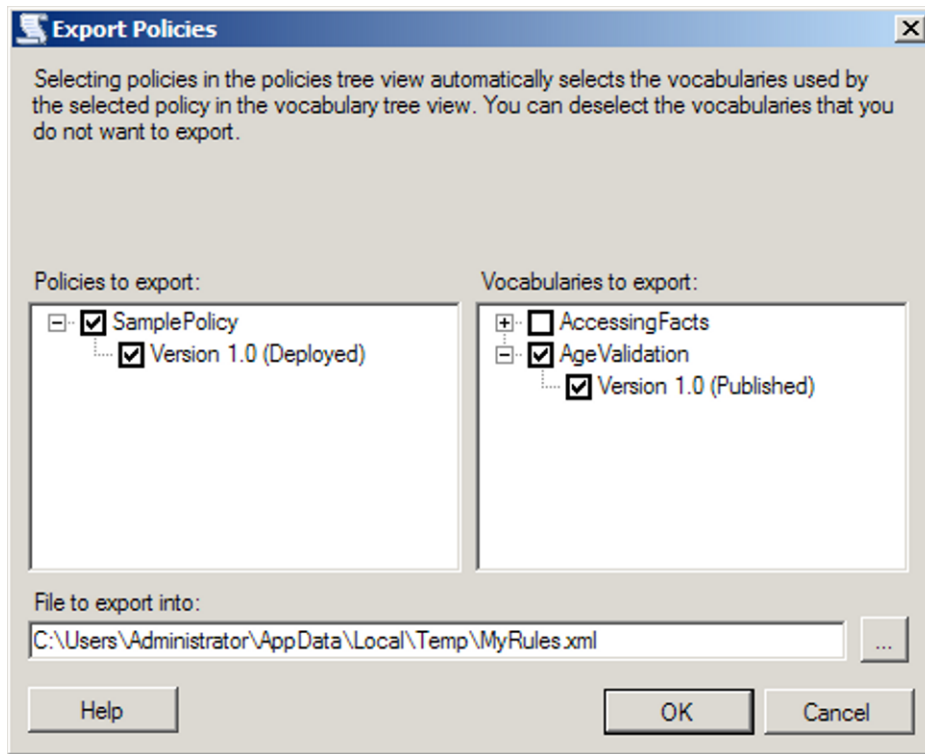 Export Policies
Selecting policies in the policies tree view automatically selects the vocabularies used by
the selected policy in the vocabulary tree view. You can deselect the vocabularies that you
do not want to export.
Policies to export:
SamplePolicy
Version 1.0 (Deployed)
Vocabularies to export:
AccessingFacts
AgeValidation
Version 1.0 (Published)
File to export into:
C:\Users\Administrator\AppData\Local\Temp\MyRules.xml
...
Help
OK
Cancel